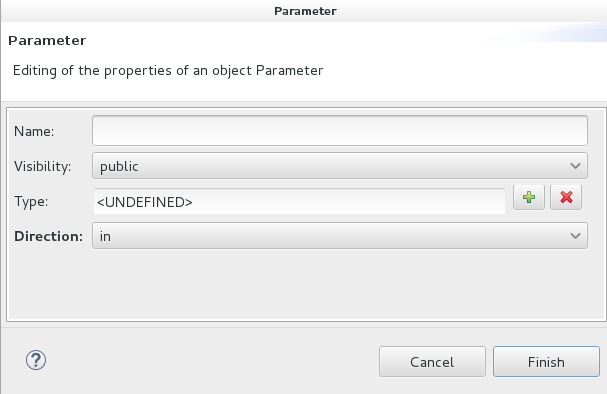 Parameter
Parameter
Editing of the properties of an object Parameter
Name:
Visibility: public
Type: <UNDEFINED>
Direction: in
?
Cancel Finish